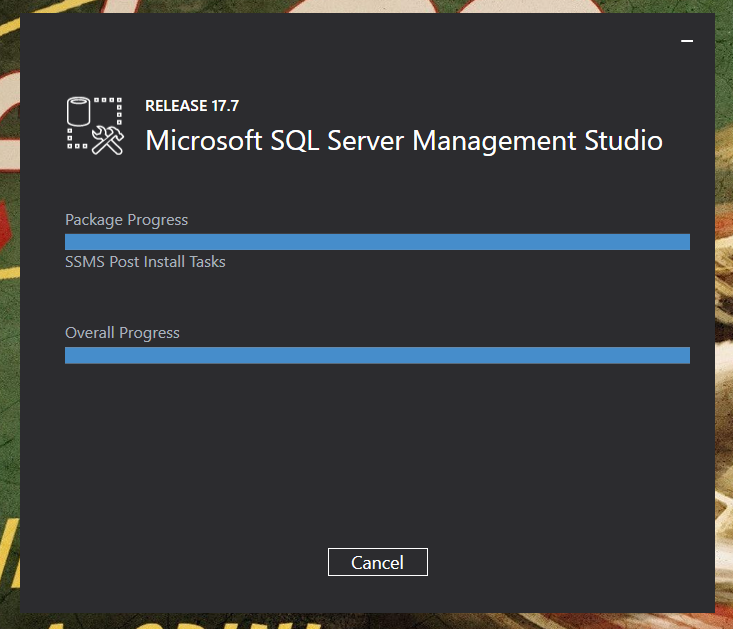 RELEASE 17.7
Microsoft SQL Server Management Studio
Package Progress
SSMS Post Install Tasks
Overall Progress
Cancel